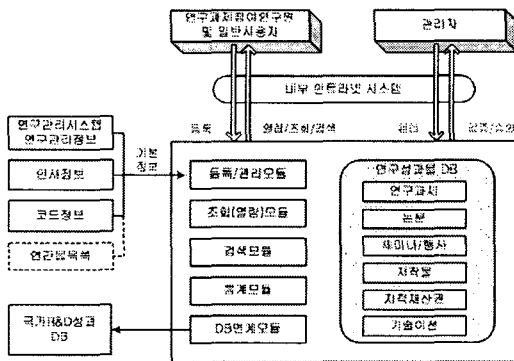 연구과제참여연구원
및 일반사용자
관리자
내부 인트라넷 시스템
등록
열람/조회/검색
연구관리시스템
연구관리정보
인사정보
코드정보
연간물목록
기본
정보
등록/관리모듈
조회(열람)모듈
검색모듈
통계모듈
DB연계모듈
연구성과물 DB
연구과제
논문
세미나/행사
저작물
지적재산권
기술이전
국가R&D성과
DB